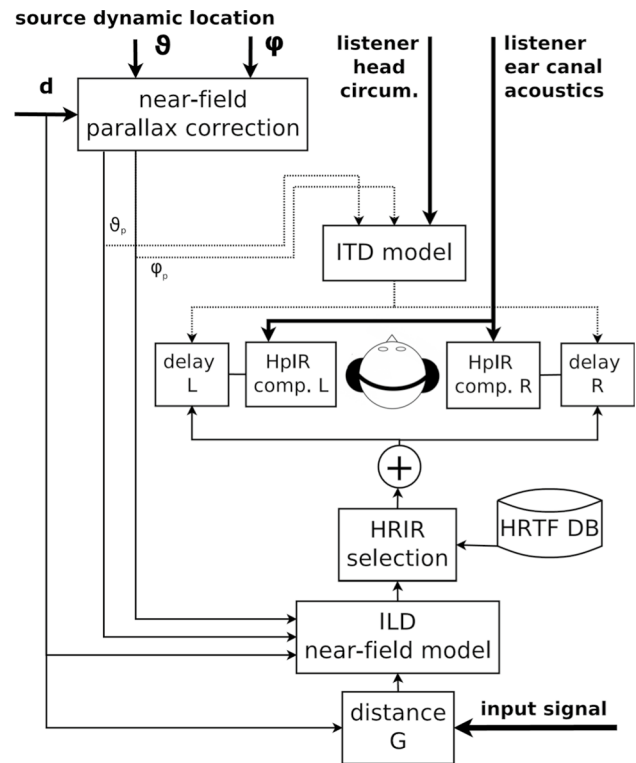 source dynamic location
ϑ
φ
d
near-field
parallax correction
listener
head
circum.
listener
ear canal
acoustics
ϑp
φp
ITD model
delay
L
HpIR
comp. L
HpIR
comp. R
delay
R
+
HRIR
selection
HRTF DB
ILD
near-field model
distance
G
input signal